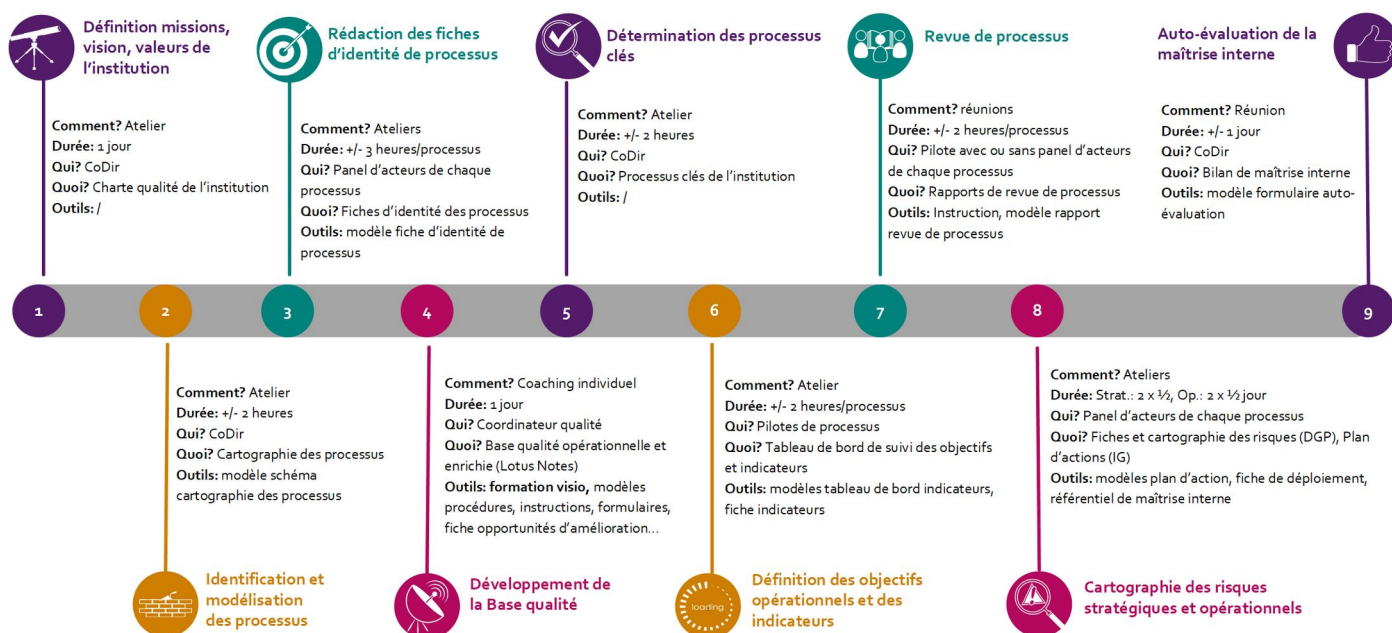 Définition missions,
vision, valeurs de
l'institution
Comment? Atelier
Durée: 1 jour
Qui? CoDir
Quoi? Charte qualité de l'institution
Outils: /
Rédaction des fiches
d'identité de processus
Comment? Ateliers
Durée: +/- 3 heures/processus
Qui? Panel d'acteurs de chaque
processus
Quoi? Fiches d'identité des processus
Outils: modèle fiche d'identité de
processus
Détermination des processus
clés
Comment? Atelier
Durée: +/- 2 heures
Qui? CoDir
Quoi? Processus clés de l'institution
Outils: /
Revue de processus
Comment? réunions
Durée: +/- 2 heures/processus
Qui? Pilote avec ou sans panel d'acteurs
de chaque processus
Quoi? Rapports de revue de processus
Outils: Instruction, modèle rapport
revue de processus
Auto-évaluation de la
maîtrise interne
Comment? Réunion
Durée: +/- 1 jour
Qui? CoDir
Quoi? Bilan de maîtrise interne
Outils: modèle formulaire auto-
évaluation
1
2
3
4
5
6
7
8
9
Comment? Atelier
Durée: +/- 2 heures
Qui? CoDir
Quoi? Cartographie des processus
Outils: modèle schéma
cartographie des processus
Identification et
modélisation
des processus
Comment? Coaching individuel
Durée: 1 jour
Qui? Coordinateur qualité
Quoi? Base qualité opérationnelle et
enrichie (Lotus Notes)
Outils: formation visio, modèles
procédures, instructions, formulaires,
fiche opportunités d'amélioration...
Développement de
la Base qualité
Comment? Atelier
Durée: +/- 2 heures/processus
Qui? Pilotes de processus
Quoi? Tableau de bord de suivi des objectifs
et indicateurs
Outils: modèles tableau de bord indicateurs,
fiche indicateurs
loading
Définition des objectifs
opérationnels et des
indicateurs
Comment? Ateliers
Durée: Strat.: 2 x ½, Op.: 2 x ½ jour
Qui? Panel d'acteurs de chaque processus
Quoi? Fiches et cartographie des risques (DGP), Plan
d'actions (IG)
Outils: modèles plan d'action, fiche de déploiement,
référentiel de maîtrise interne
Cartographie des risques
stratégiques et opérationnels